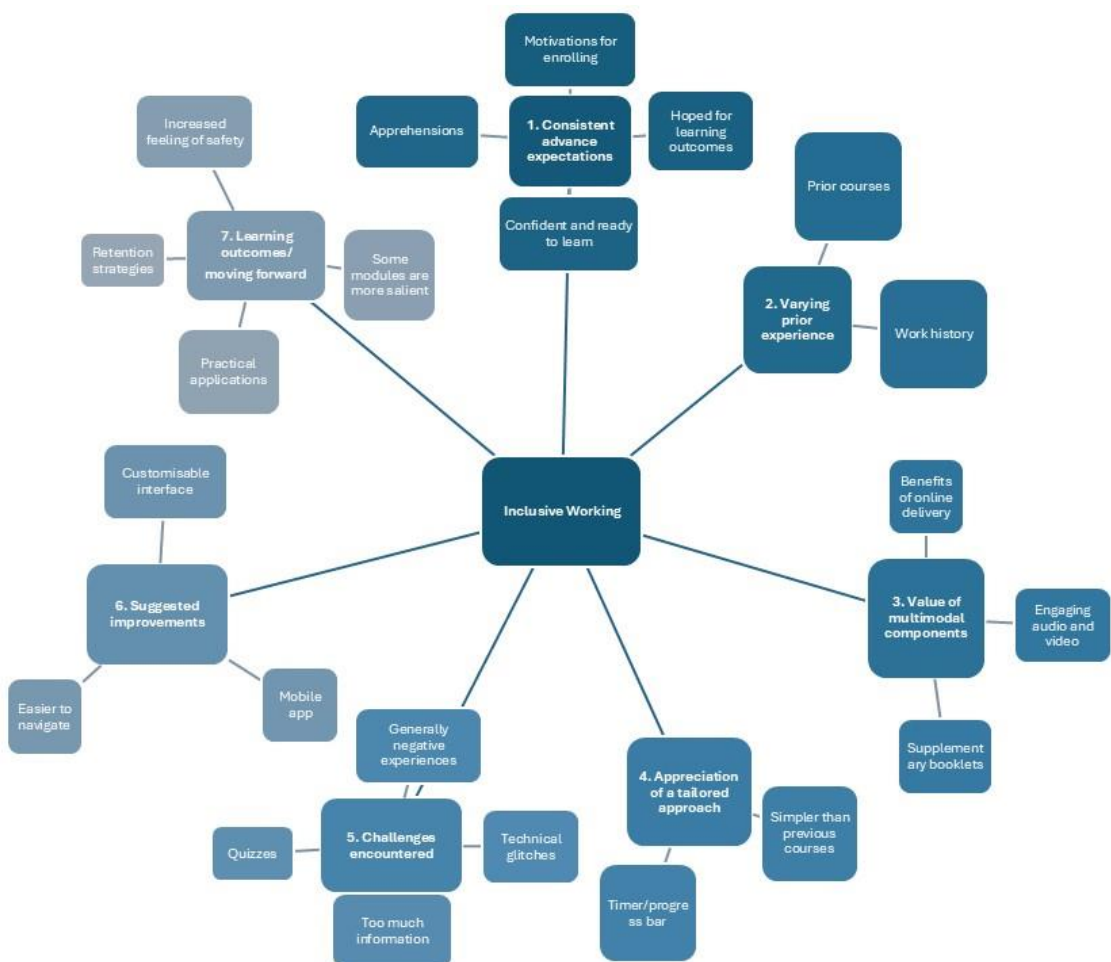 Motivations for
enrolling
Apprehensions
1. Consistent
advance
expectations
Hoped for
learning
outcomes
Confident and ready
to learn
Prior courses
2. Varying
prior
experience
Work history
Benefits
of online
delivery
3. Value of
multimodal
components
Engaging
audio and
video
Supplement
ary booklets
4. Appreciation
of a tailored
approach
Simpler than
previous
courses
Timer/progre
ss bar
Generally
negative
experiences
5. Challenges
encountered
Quizzes
Technical
glitches
Too much
information
Customisable
interface
6. Suggested
improvements
Easier to
navigate
Mobile
app
Increased
feeling of safety
7. Learning
outcomes/
moving forward
Retention
strategies
Some
modules are
more salient
Practical
applications
Inclusive Working